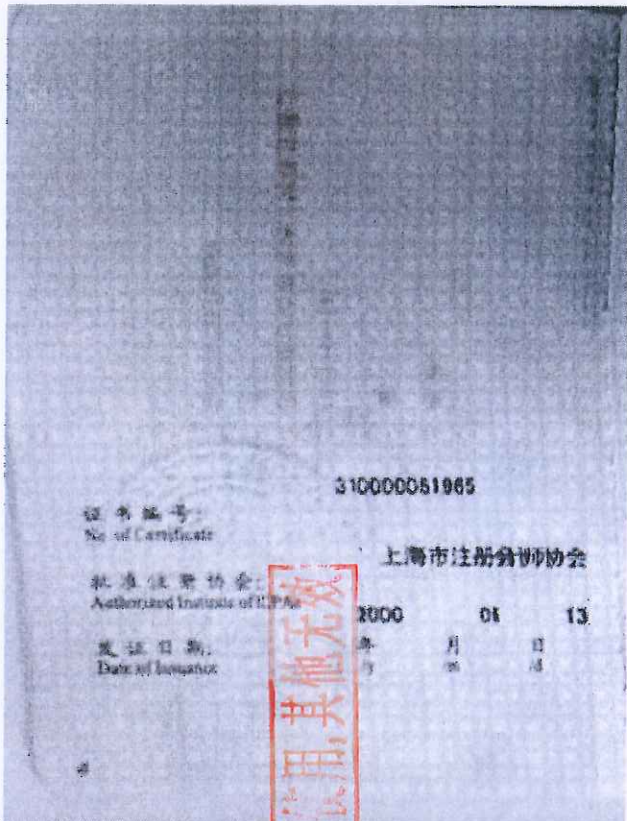 310000051965
证书编号:
No. of Certificate
上海市注册会计师协会
批准注册协会:
Authorized Institute of CPAs
2000 01 13
发证日期: 年 月 日
Date of Issuance /y /m /d
用,其他无效